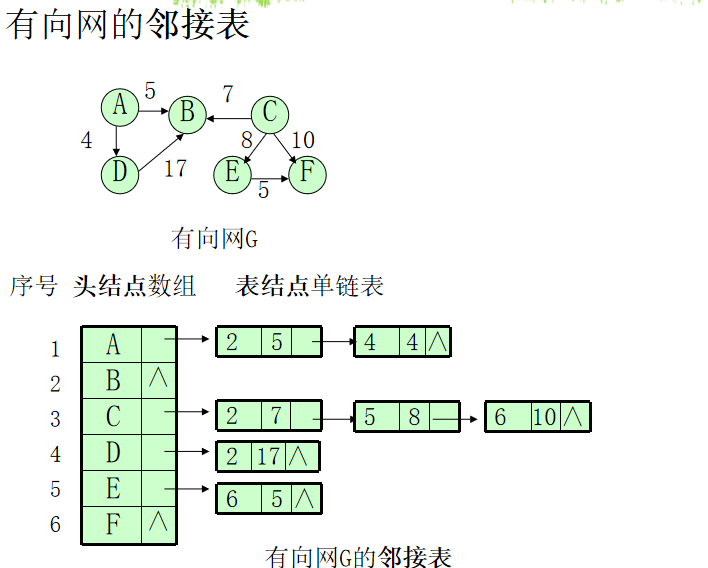 有向网的邻接表
5 7
A B C
4 8 10
17
D E F
5
有向网G
序号 头结点数组 表结点单链表
1 A 2 5 4 4 ∧
2 B ∧
3 C 2 7 5 8 6 10 ∧
4 D 2 17 ∧
5 E 6 5 ∧
6 F ∧
有向网G的邻接表